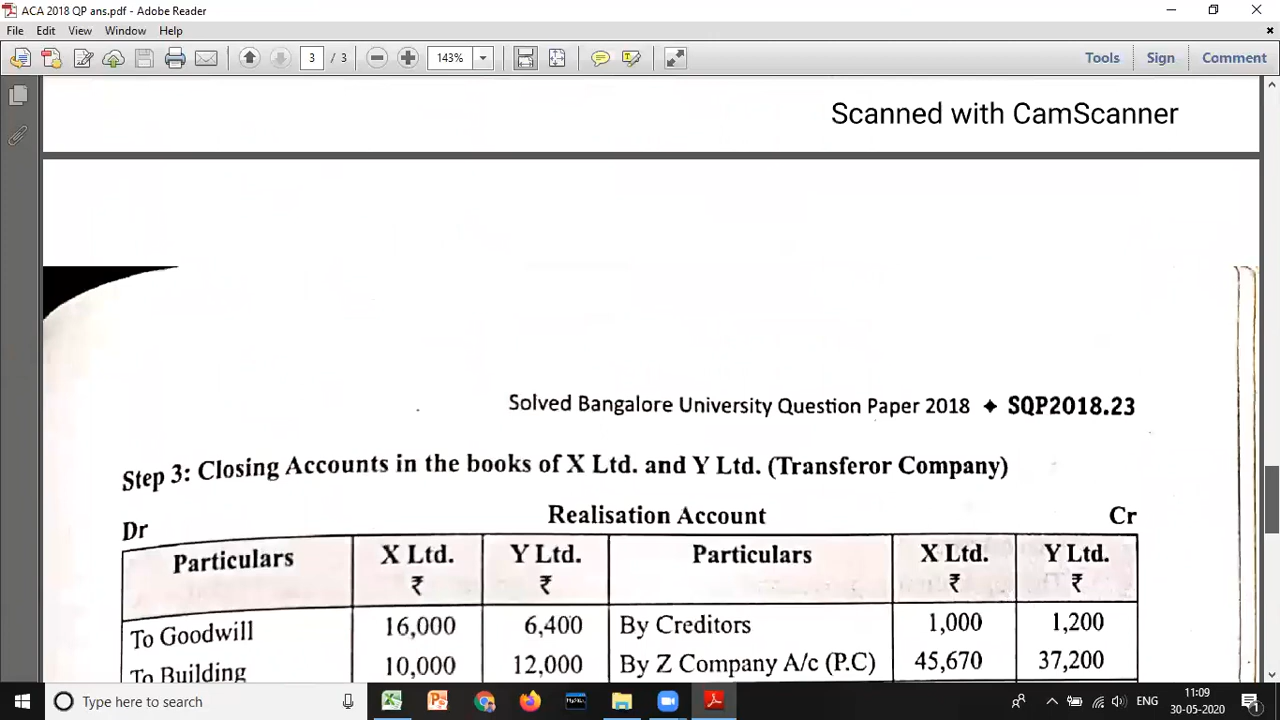 ACA 2018 QP ans.pdf - Adobe Reader
File Edit View Window Help
3 / 3 143% Tools Sign Comment
Scanned with CamScanner
Solved Bangalore University Question Paper 2018 ✦ SQP2018.23
Step 3: Closing Accounts in the books of X Ltd. and Y Ltd. (Transferor Company)
Dr Realisation Account Cr
Particulars X Ltd. ₹ Y Ltd. ₹ Particulars X Ltd. ₹ Y Ltd. ₹
To Goodwill 16,000 6,400 By Creditors 1,000 1,200
To Building 10,000 12,000 By Z Company A/c (P.C) 45,670 37,200
Type here to search
ENG
11:09
30-05-2020
1